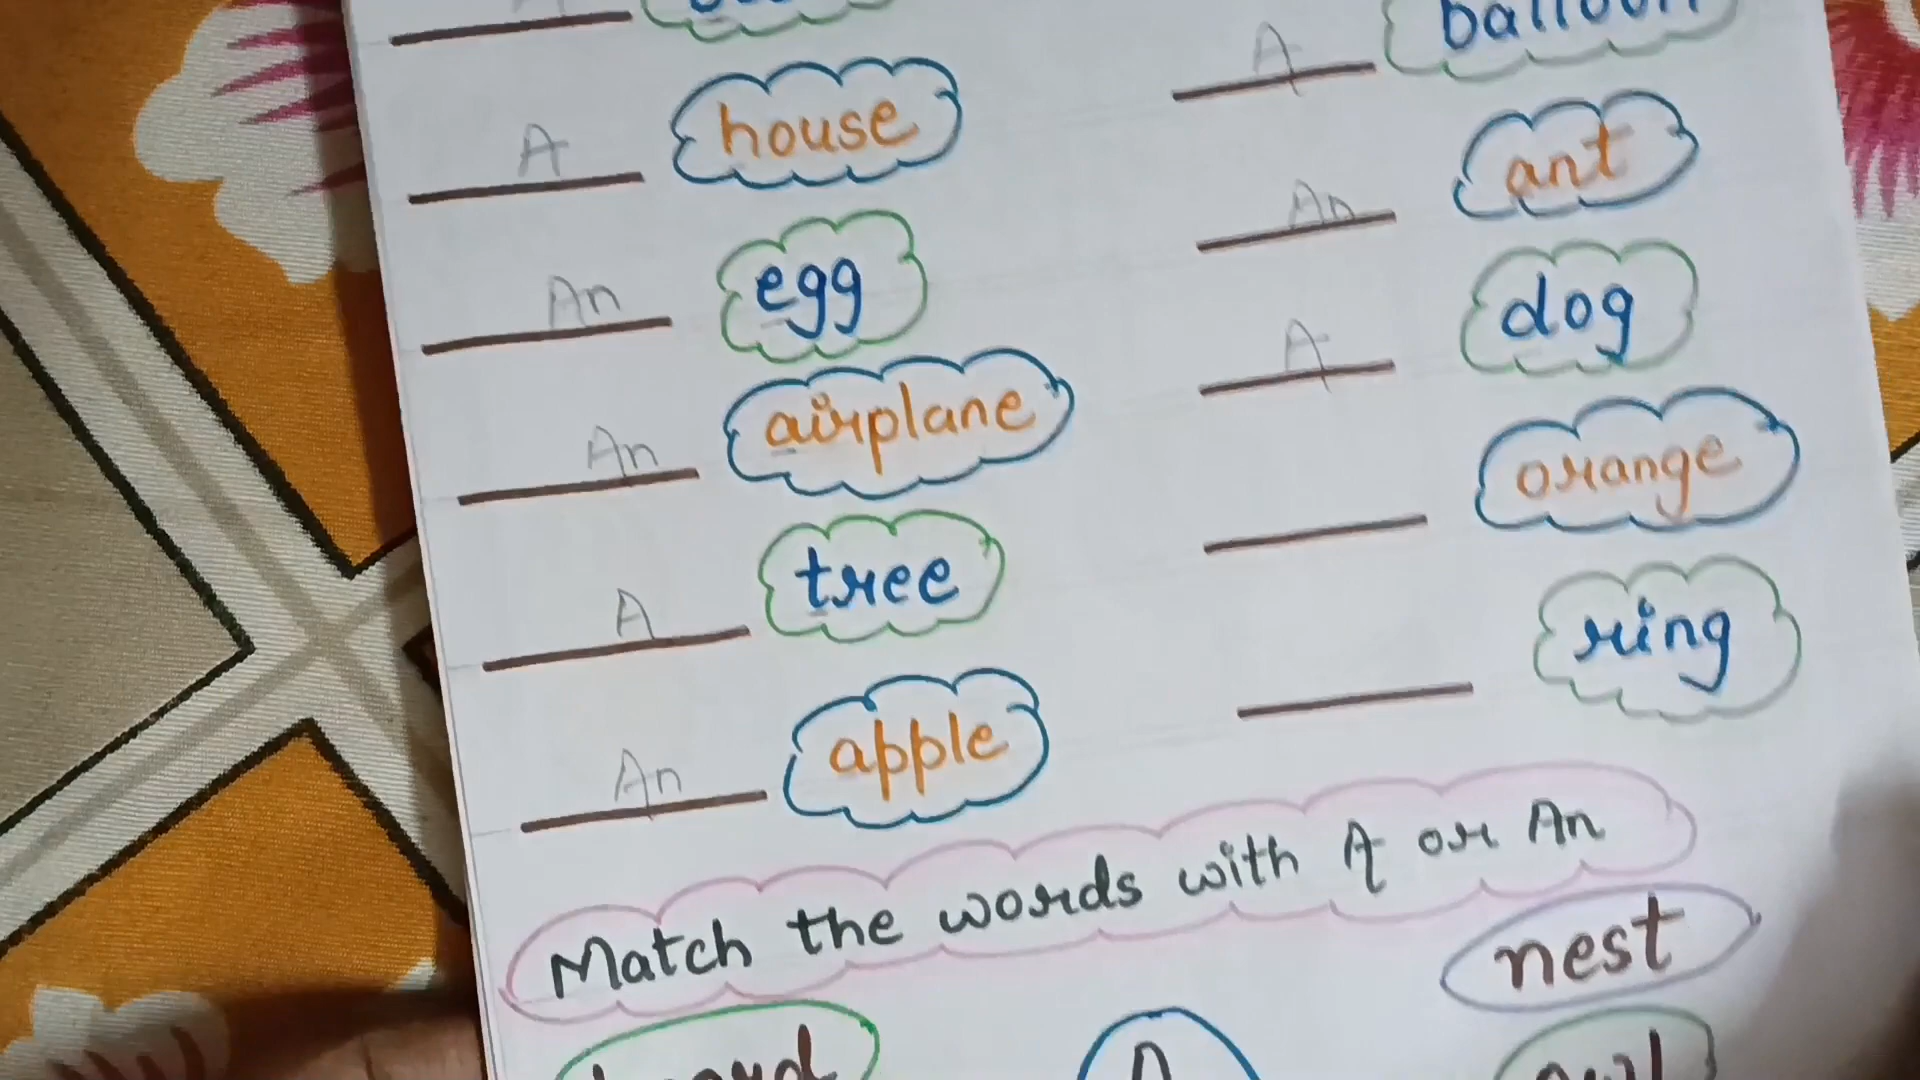 A balloon
A house
An ant
An egg
A dog
An airplane
orange
A tree
ring
An apple
Match the words with A or An
nest